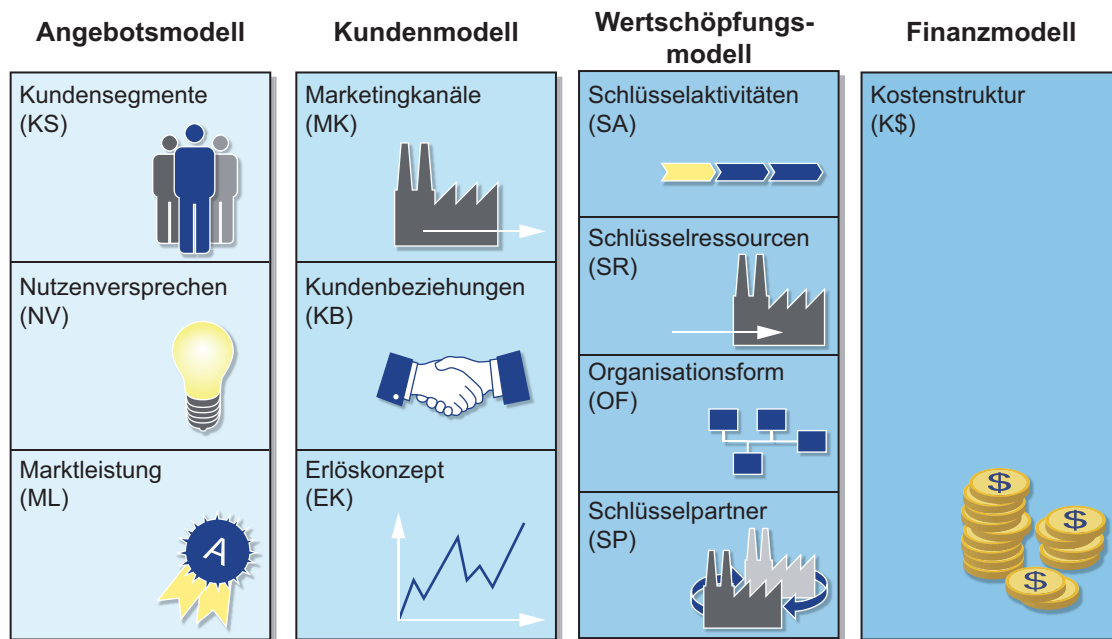 Angebotsmodell
Kundensegmente
(KS)
Nutzenversprechen
(NV)
Marktleistung
(ML)
A
Kundenmodell
Marketingkanäle
(MK)
Kundenbeziehungen
(KB)
Erlöskonzept
(EK)
Wertschöpfungs-
modell
Schlüsselaktivitäten
(SA)
Schlüsselressourcen
(SR)
Organisationsform
(OF)
Schlüsselpartner
(SP)
Finanzmodell
Kostenstruktur
(K$)
$
$
$